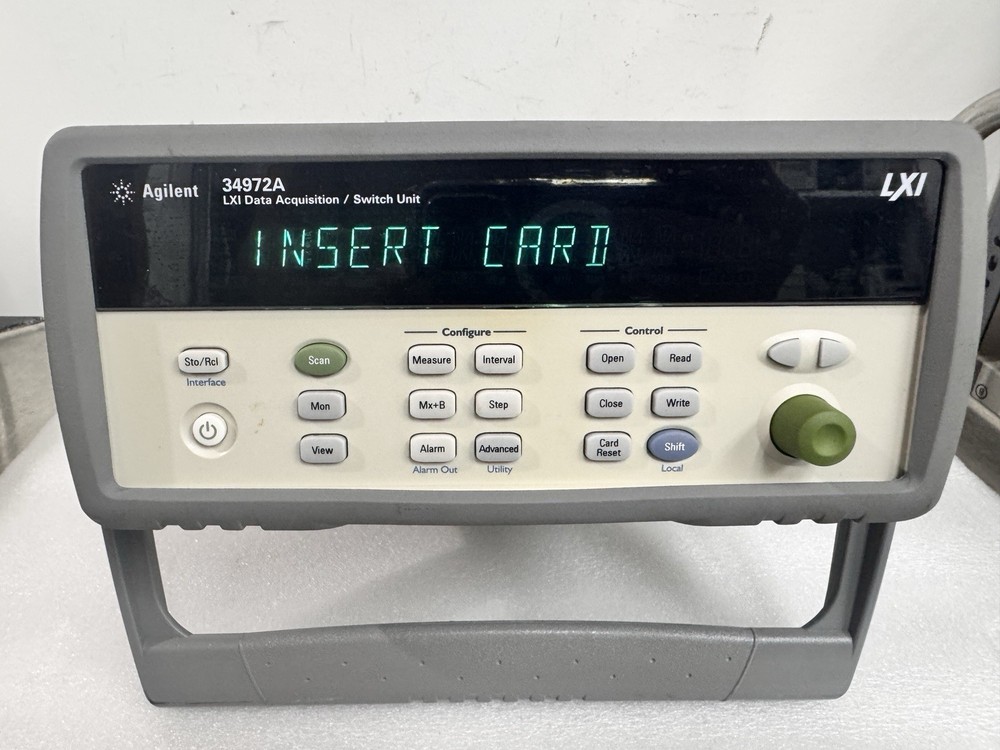 Agilent
34972A
LXI Data Acquisition / Switch Unit
LXI
INSERT CARD
Configure
Control
Sto/Rcl
Scan
Measure
Interval
Open
Read
Interface
Mon
Mx+B
Step
Close
Write
View
Alarm
Advanced
Card
Reset
Shift
Alarm Out
Utility
Local